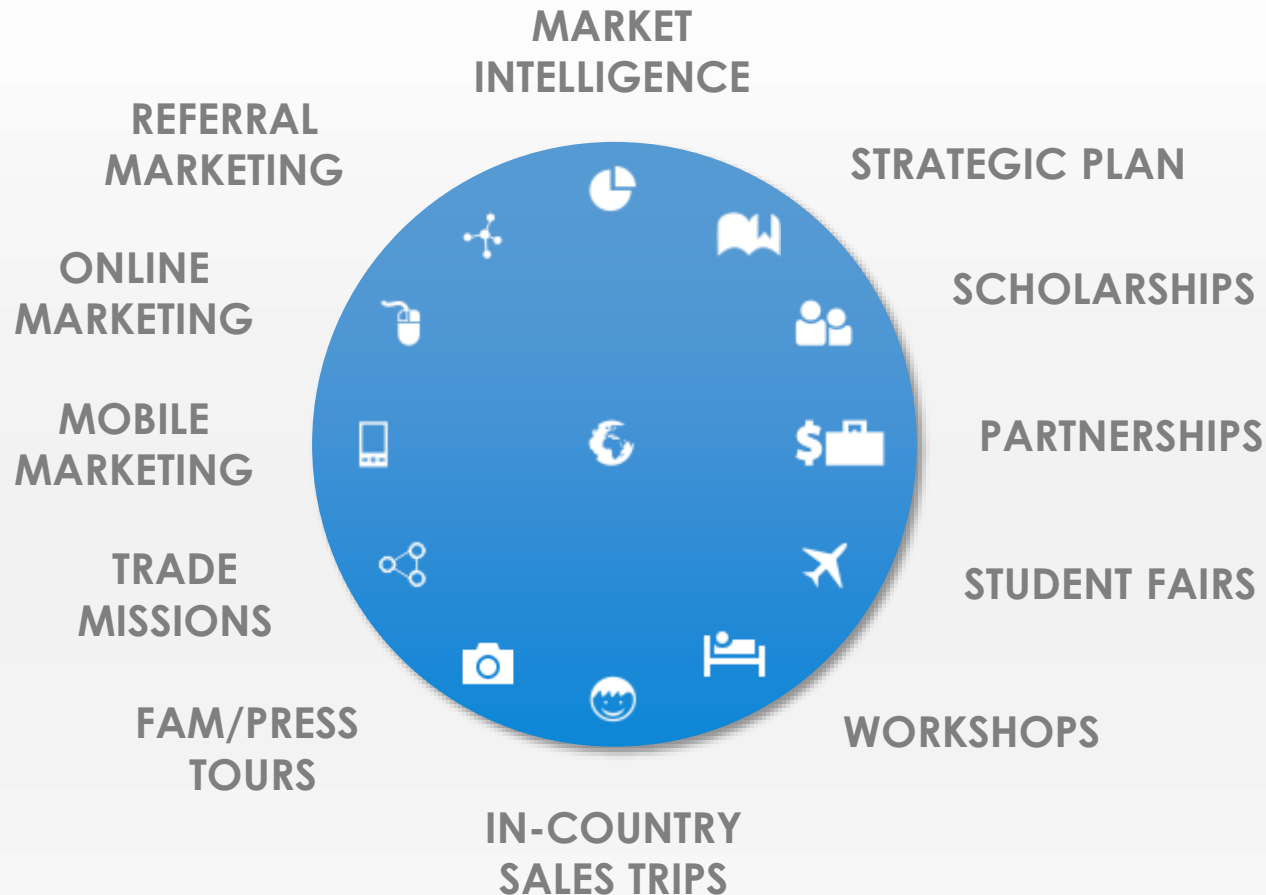 MARKET
INTELLIGENCE
STRATEGIC PLAN
SCHOLARSHIPS
PARTNERSHIPS
STUDENT FAIRS
WORKSHOPS
IN-COUNTRY
SALES TRIPS
FAM/PRESS
TOURS
TRADE
MISSIONS
MOBILE
MARKETING
ONLINE
MARKETING
REFERRAL
MARKETING
$